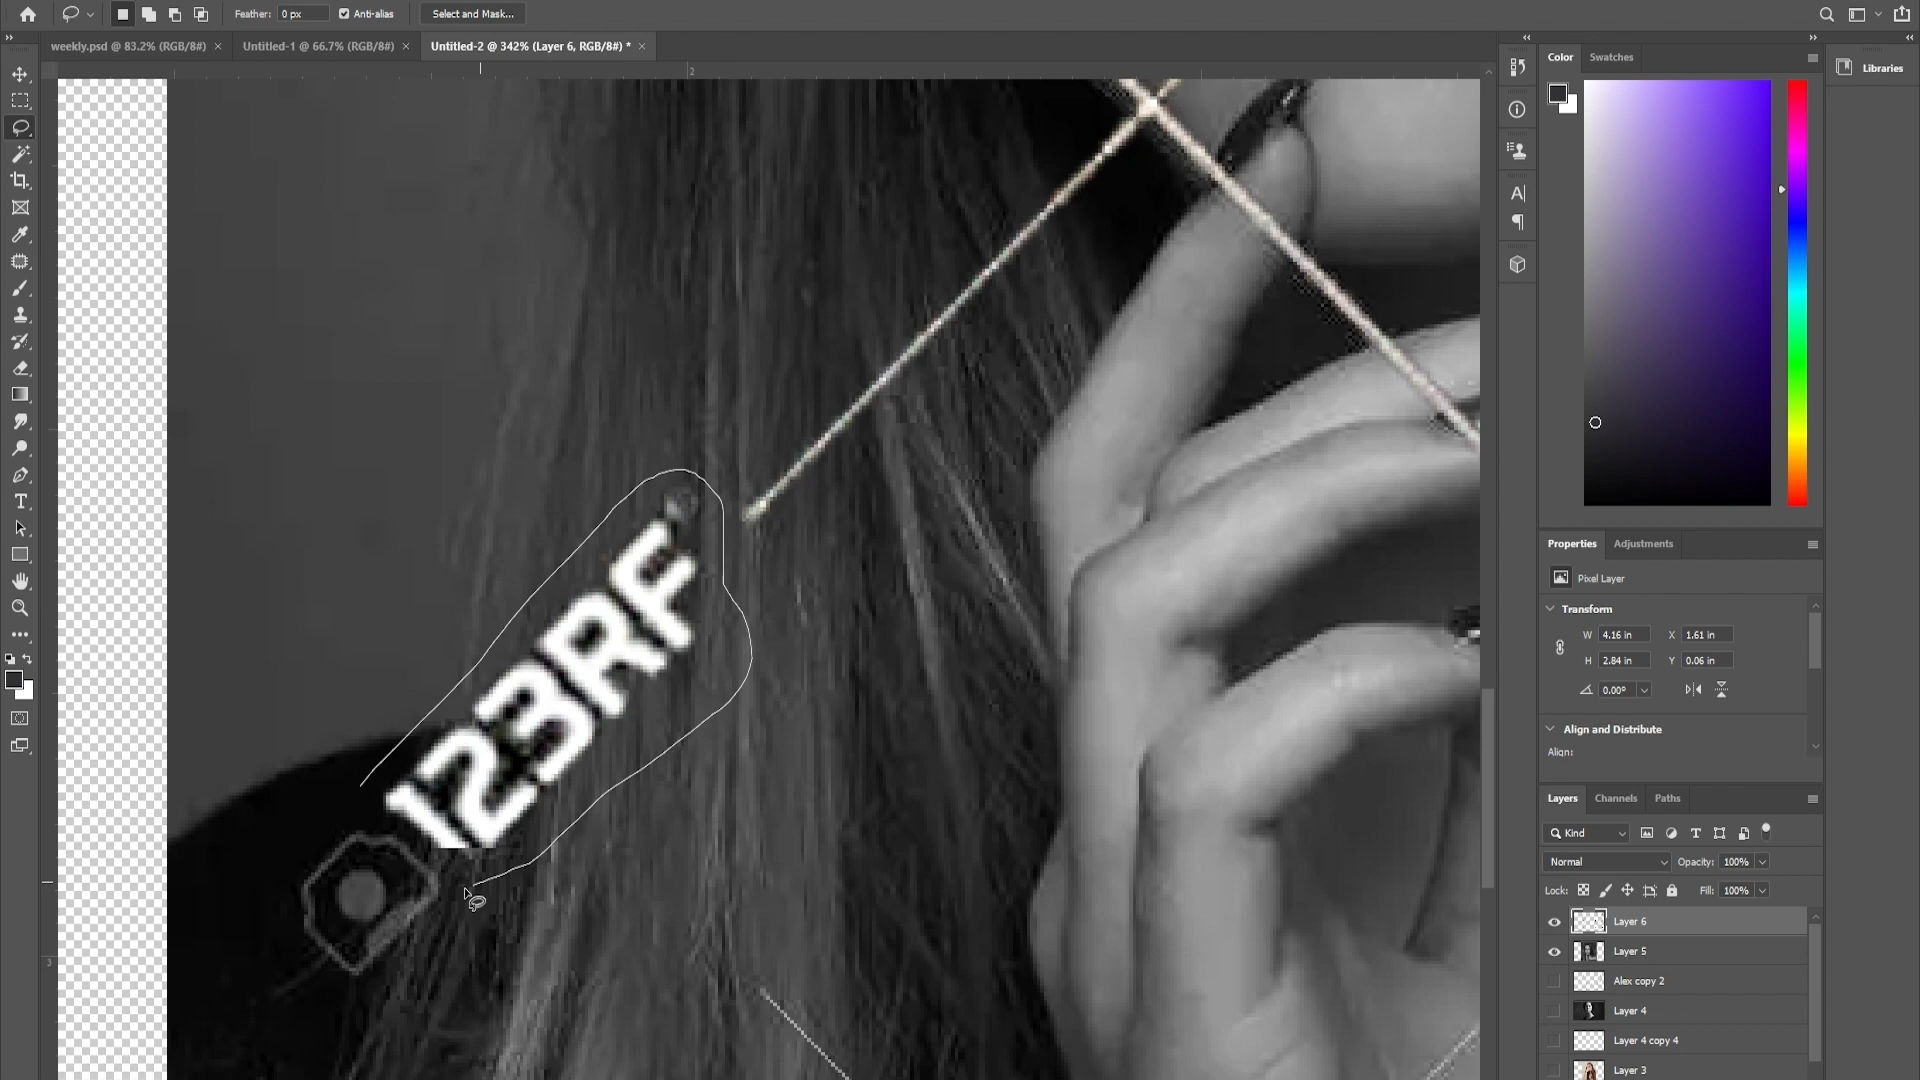 Feather: 0 px Anti-alias Select and Mask...
weekly.psd @ 83.2% (RGB/8#) × Untitled-1 @ 66.7% (RGB/8#) × Untitled-2 @ 342% (Layer 6, RGB/8#) * ×
2
3
123RF
Color Swatches
Libraries
Properties Adjustments
Pixel Layer
Transform
W 4.16 in X 1.61 in
H 2.84 in Y 0.06 in
0.00°
Align and Distribute
Align:
Layers Channels Paths
Kind
Normal Opacity: 100%
Lock: Fill: 100%
Layer 6
Layer 5
Alex copy 2
Layer 4
Layer 4 copy 4
Layer 3